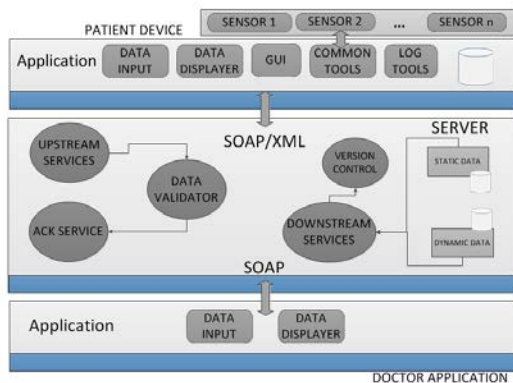 SENSOR 1
SENSOR 2
...
SENSOR n
PATIENT DEVICE
Application
DATA
INPUT
DATA
DISPLAYER
GUI
COMMON
TOOLS
LOG
TOOLS
SOAP/XML
SERVER
UPSTREAM
SERVICES
DATA
VALIDATOR
ACK SERVICE
VERSION
CONTROL
DOWNSTREAM
SERVICES
STATIC DATA
DYNAMIC DATA
SOAP
Application
DATA
INPUT
DATA
DISPLAYER
DOCTOR APPLICATION